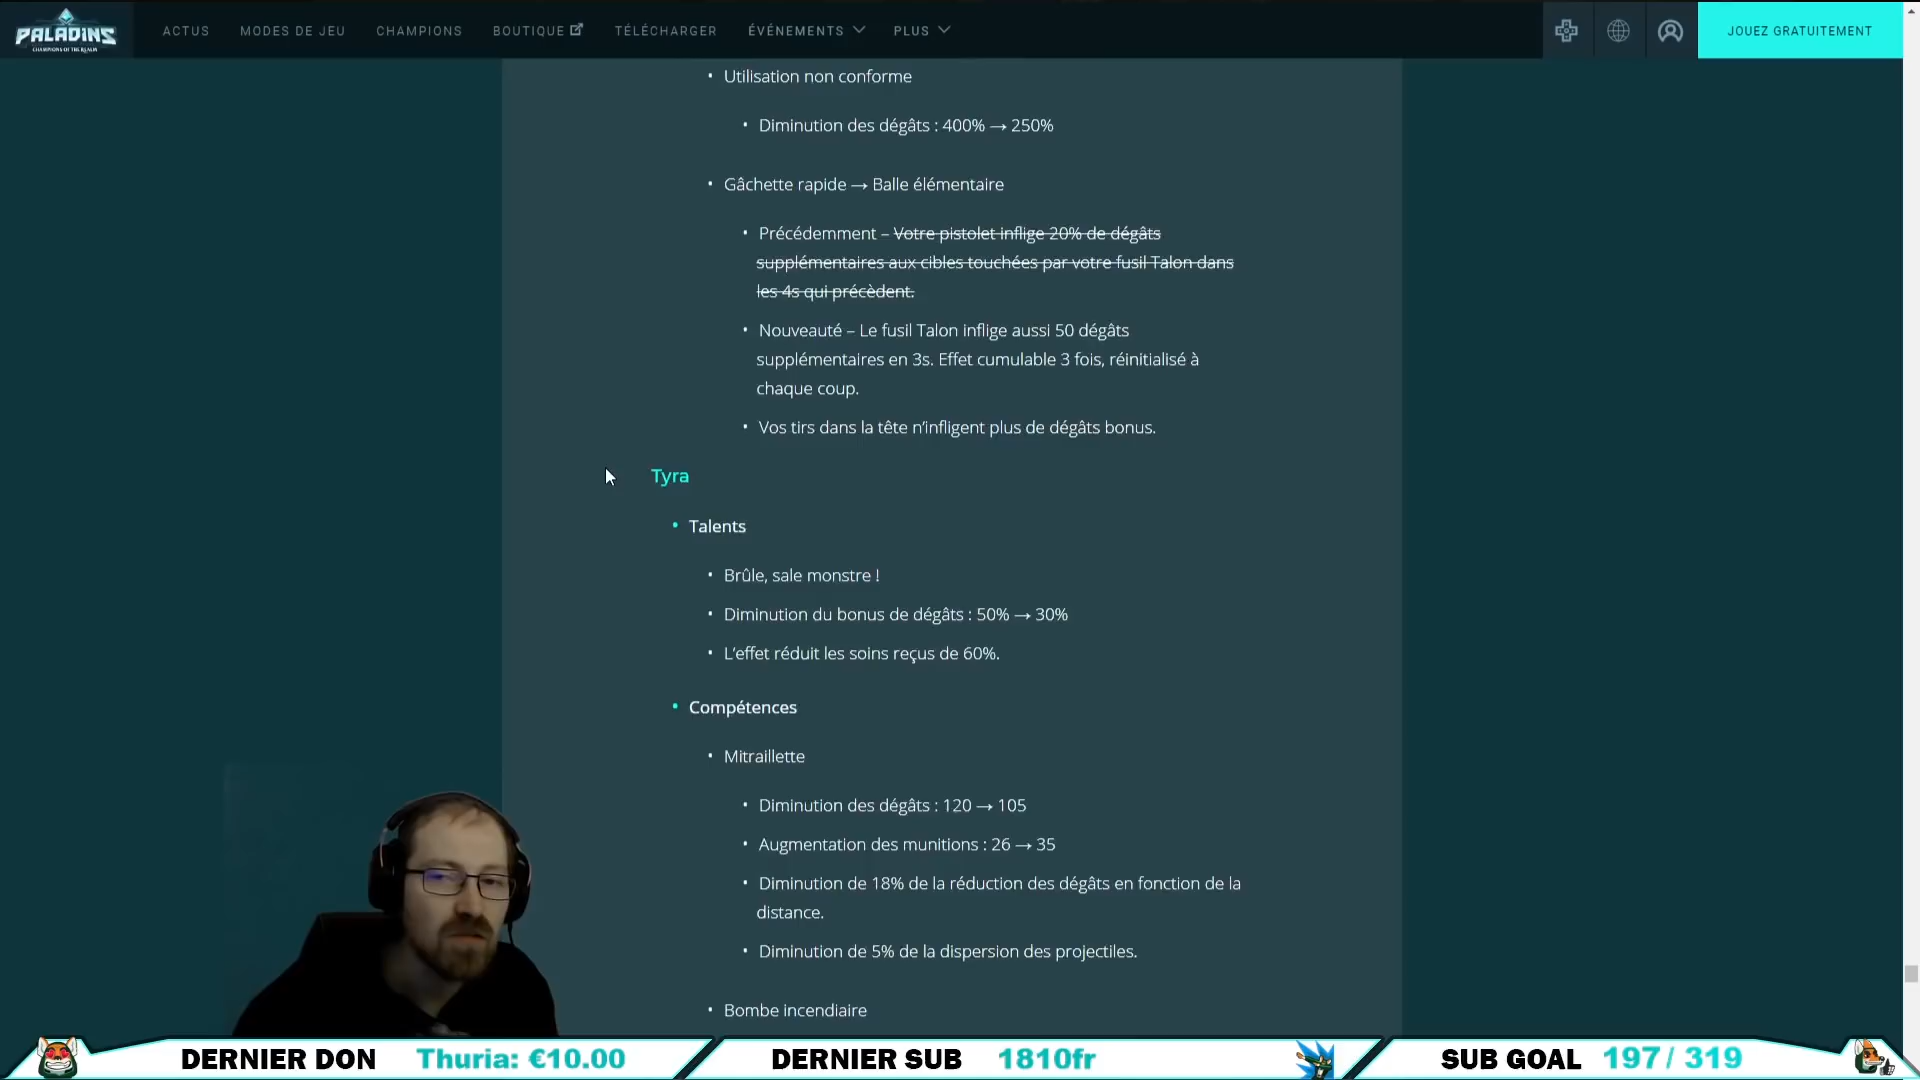 PALADINS
CHAMPIONS OF THE REALM
ACTUS
MODES DE JEU
CHAMPIONS
BOUTIQUE
TÉLÉCHARGER
ÉVÉNEMENTS
PLUS
JOUEZ GRATUITEMENT
• Utilisation non conforme
• Diminution des dégâts : 400% → 250%
• Gâchette rapide → Balle élémentaire
• Précédemment – Votre pistolet inflige 20% de dégâts
supplémentaires aux cibles touchées par votre fusil Talon dans
les 4s qui précèdent.
• Nouveauté – Le fusil Talon inflige aussi 50 dégâts
supplémentaires en 3s. Effet cumulable 3 fois, réinitialisé à
chaque coup.
• Vos tirs dans la tête n’infligent plus de dégâts bonus.
Tyra
• Talents
• Brûle, sale monstre !
• Diminution du bonus de dégâts : 50% → 30%
• L’effet réduit les soins reçus de 60%.
• Compétences
• Mitraillette
• Diminution des dégâts : 120 → 105
• Augmentation des munitions : 26 → 35
• Diminution de 18% de la réduction des dégâts en fonction de la
distance.
• Diminution de 5% de la dispersion des projectiles.
• Bombe incendiaire
DERNIER DON Thuria: €10.00
DERNIER SUB 1810fr
SUB GOAL 197 / 319